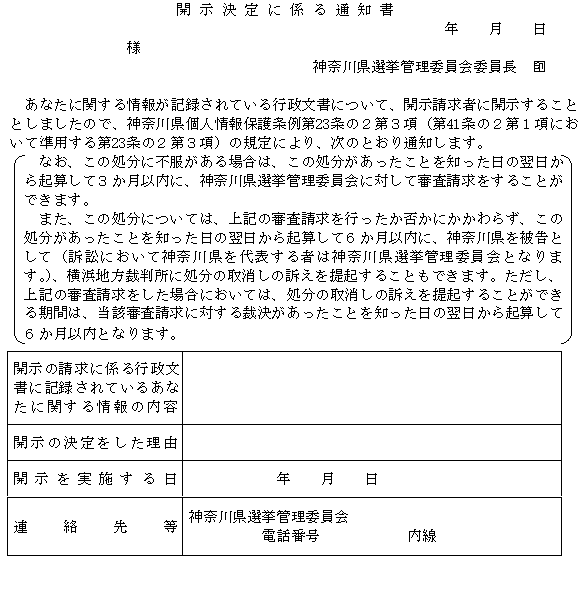 開示決定に係る通知書
年　月　日
様
神奈川県選挙管理委員会委員長　印
あなたに関する情報が記録されている行政文書について、開示請求者に開示すること
としましたので、神奈川県個人情報保護条例第23条の２第３項（第41条の２第１項にお
いて準用する第23条の２第３項）の規定により、次のとおり通知します。
なお、この処分に不服がある場合は、この処分があったことを知った日の翌日か
ら起算して３か月以内に、神奈川県選挙管理委員会に対して審査請求をすることが
できます。
また、この処分については、上記の審査請求を行ったか否かにかかわらず、この
処分があったことを知った日の翌日から起算して６か月以内に、神奈川県を被告と
して（訴訟において神奈川県を代表する者は神奈川県選挙管理委員会となりま
す。）、横浜地方裁判所に処分の取消しの訴えを提起することもできます。ただし、
上記の審査請求をした場合においては、処分の取消しの訴えを提起することができ
る期間は、当該審査請求に対する裁決があったことを知った日の翌日から起算して
６か月以内となります。
開示の請求に係る行政文
書に記録されているあな
たに関する情報の内容
開示の決定をした理由
開示を実施する日　年　月　日
連絡先等
神奈川県選挙管理委員会
電話番号　内線